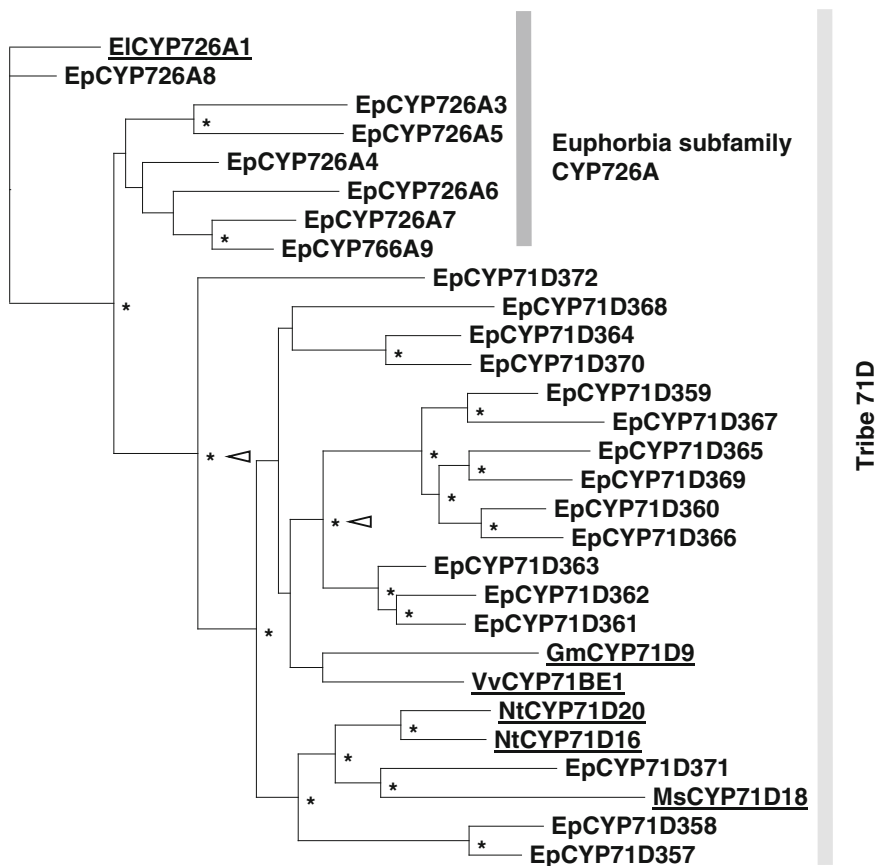 ElCYP726A1
EpCYP726A8
EpCYP726A3
*
EpCYP726A5
EpCYP726A4
EpCYP726A6
EpCYP726A7
*
EpCYP766A9
Euphorbia subfamily
CYP726A
*
EpCYP71D372
EpCYP71D368
EpCYP71D364
*
EpCYP71D370
EpCYP71D359
*
EpCYP71D367
*
*
EpCYP71D365
*
EpCYP71D369
*
EpCYP71D360
*
EpCYP71D366
*
EpCYP71D363
*
EpCYP71D362
*
EpCYP71D361
*
GmCYP71D9
VvCYP71BE1
NtCYP71D20
*
NtCYP71D16
*
EpCYP71D371
*
MsCYP71D18
*
EpCYP71D358
*
EpCYP71D357
Tribe 71D